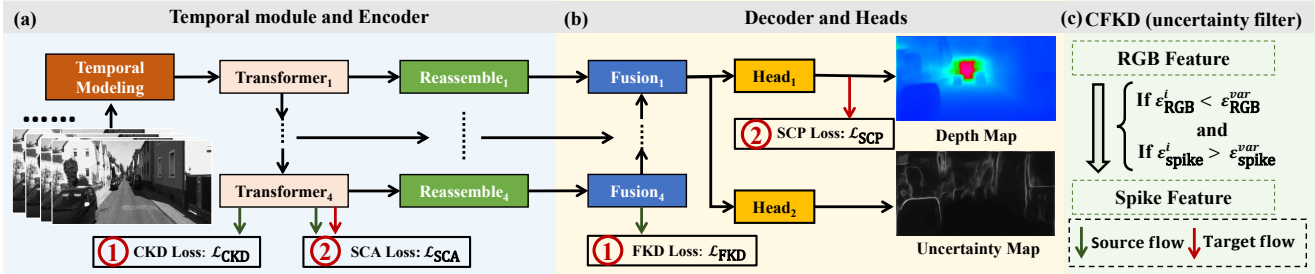 (a) Temporal module and Encoder
Temporal
Modeling
Transformer₁
Reassemble₁
Transformer₄
Reassemble₄
① CKD Loss: ℒCKD
② SCA Loss: ℒSCA
(b) Decoder and Heads
Fusion₁
Head₁
② SCP Loss: ℒSCP
Depth Map
Fusion₄
Head₂
① FKD Loss: ℒFKD
Uncertainty Map
(c) CFKD (uncertainty filter)
RGB Feature
If εⁱRGB < εᵛᵃʳRGB
and
If εⁱspike > εᵛᵃʳspike
Spike Feature
Source flow
Target flow